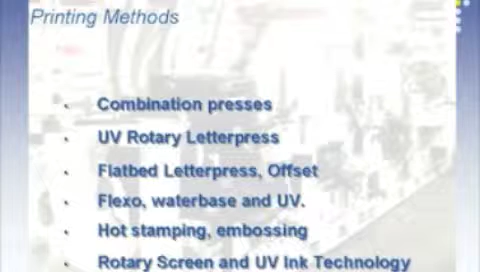 Printing Methods
Combination presses
UV Rotary Letterpress
Flatbed Letterpress, Offset
Flexo, waterbase and UV.
Hot stamping, embossing
Rotary Screen and UV Ink Technology